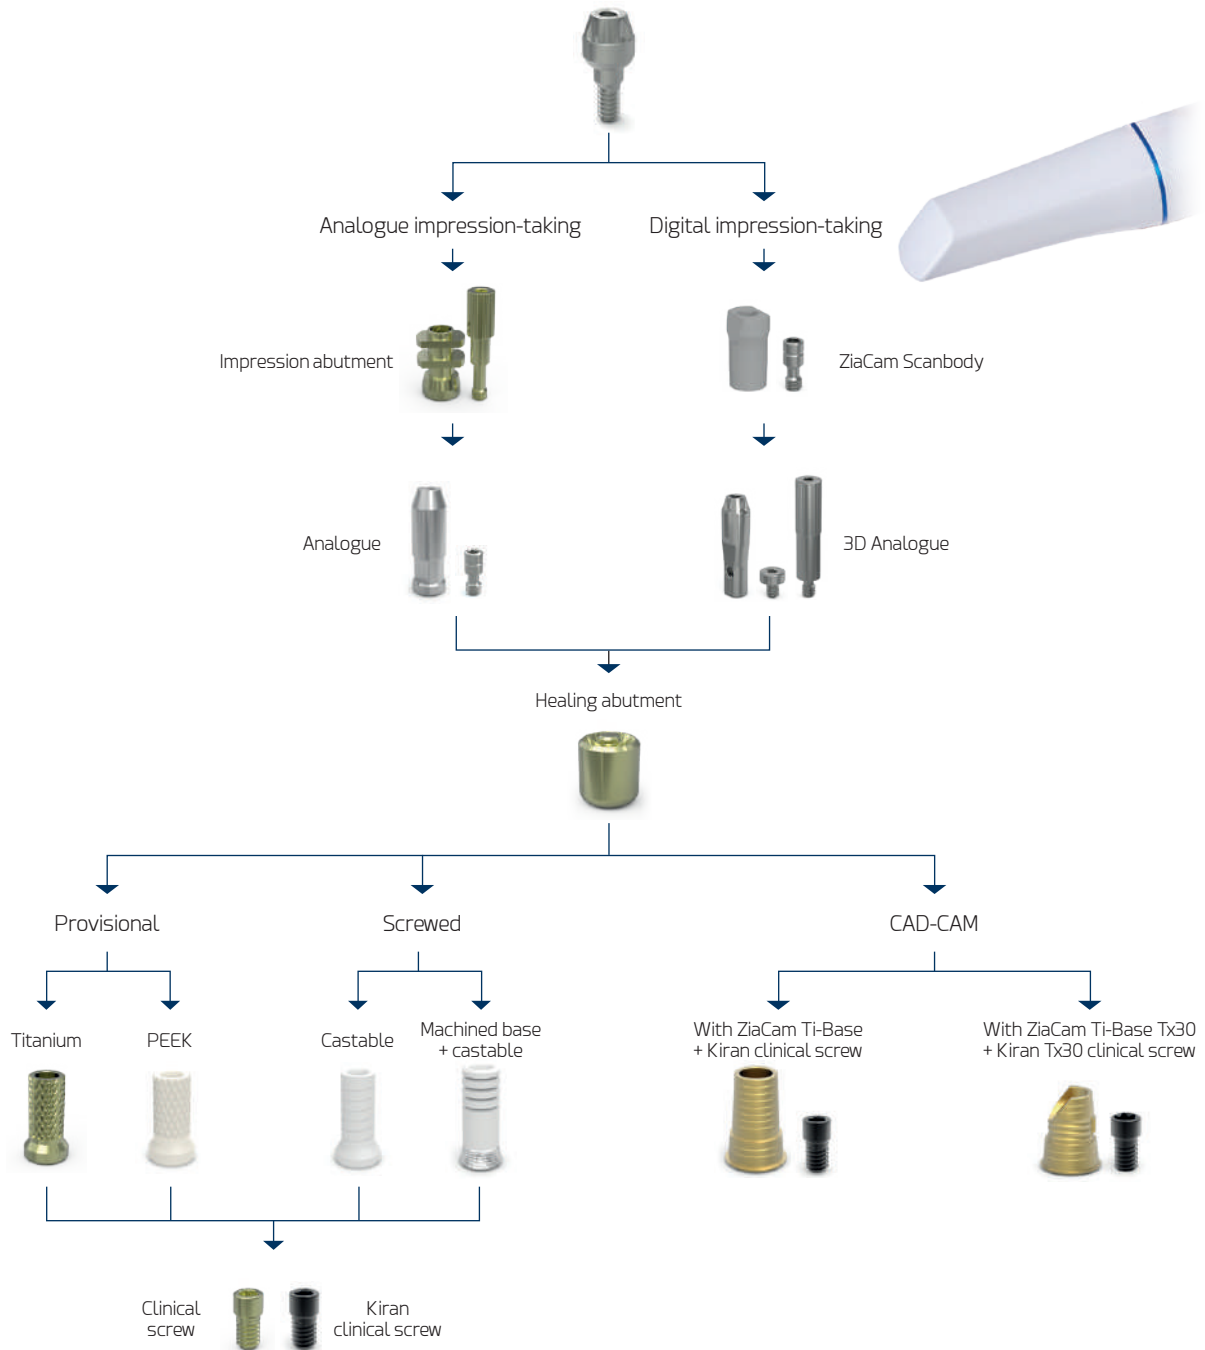 Analogue impression-taking
Digital impression-taking
Impression abutment
ZiaCam Scanbody
Analogue
3D Analogue
Healing abutment
Provisional
Screwed
CAD-CAM
Titanium
PEEK
Castable
Machined base
+ castable
With ZiaCam Ti-Base
+ Kiran clinical screw
With ZiaCam Ti-Base Tx30
+ Kiran Tx30 clinical screw
Clinical
screw
Kiran
clinical screw